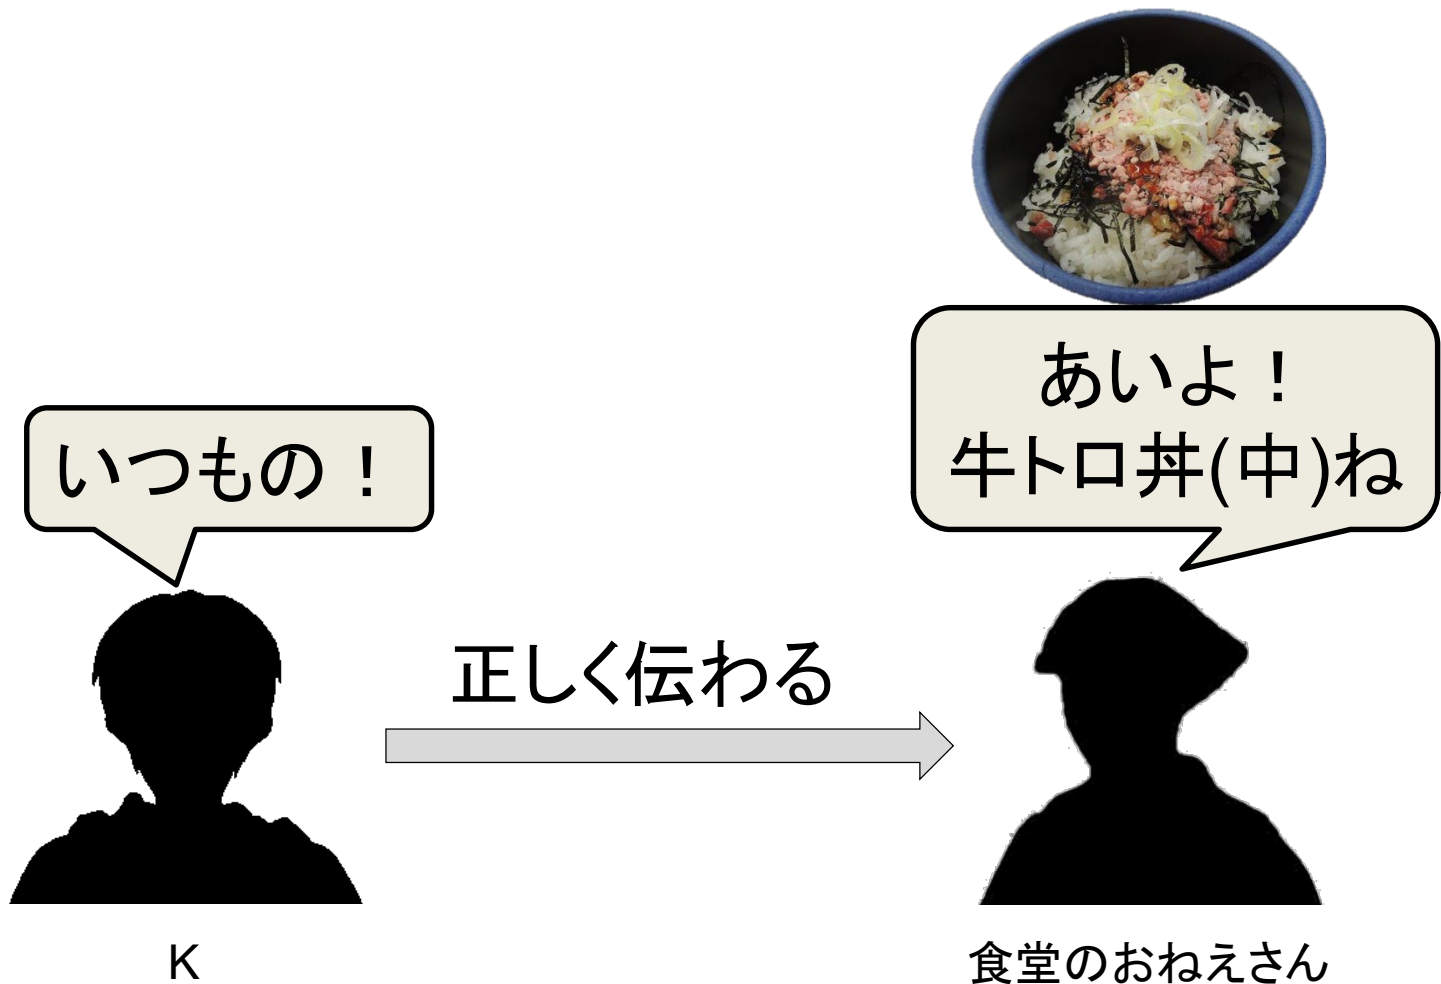 いつもの！
あいよ！
牛トロ丼(中)ね
正しく伝わる
K
食堂のおねえさん